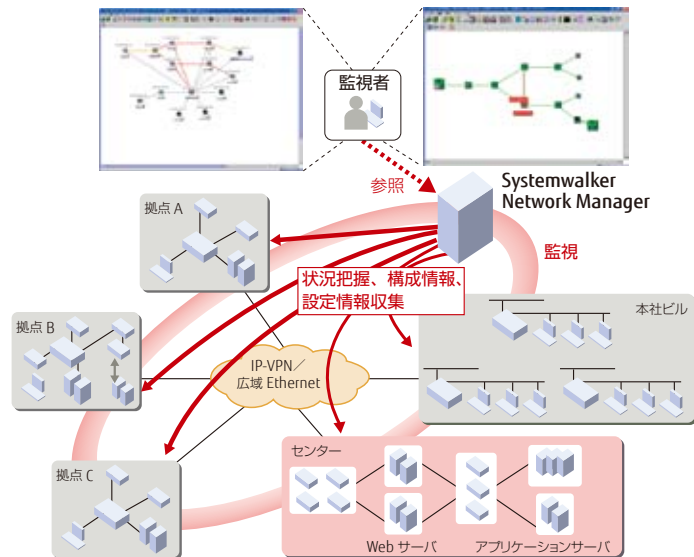 監視者
参照
Systemwalker
Network Manager
監視
拠点 A
状況把握、構成情報、
設定情報収集
本社ビル
拠点 B
IP-VPN／
広域 Ethernet
拠点 C
センター
Web サーバ
アプリケーションサーバ